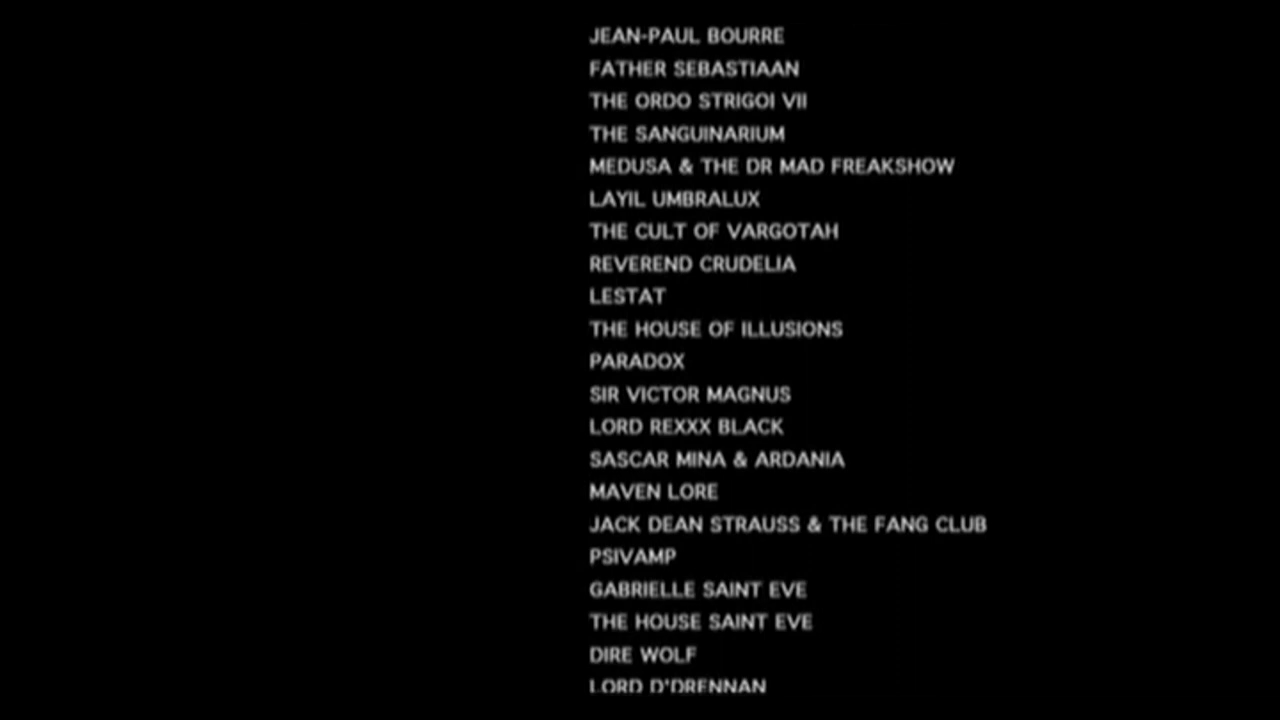 JEAN-PAUL BOURRE
FATHER SEBASTIAAN
THE ORDO STRIGOI VII
THE SANGUINARIUM
MEDUSA & THE DR MAD FREAKSHOW
LAYIL UMBRALUX
THE CULT OF VARGOTAH
REVEREND CRUDELIA
LESTAT
THE HOUSE OF ILLUSIONS
PARADOX
SIR VICTOR MAGNUS
LORD REXXX BLACK
SASCAR MINA & ARDANIA
MAVEN LORE
JACK DEAN STRAUSS & THE FANG CLUB
PSIVAMP
GABRIELLE SAINT EVE
THE HOUSE SAINT EVE
DIRE WOLF
LORD D'DRENNAN